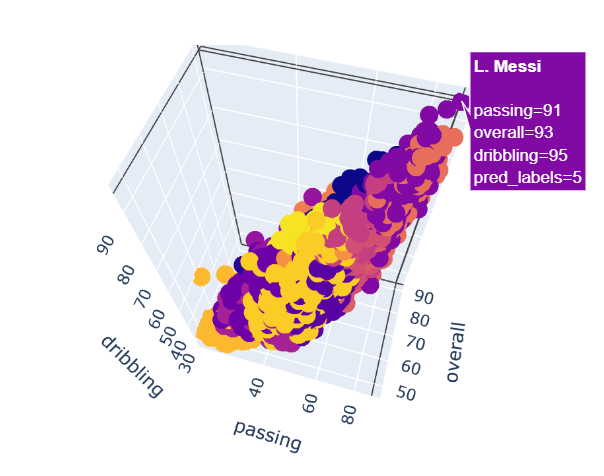 L. Messi
passing=91
overall=93
dribbling=95
pred_labels=5
90
80
70
60
50
40
30
dribbling
40
60
80
passing
90
80
70
60
50
overall